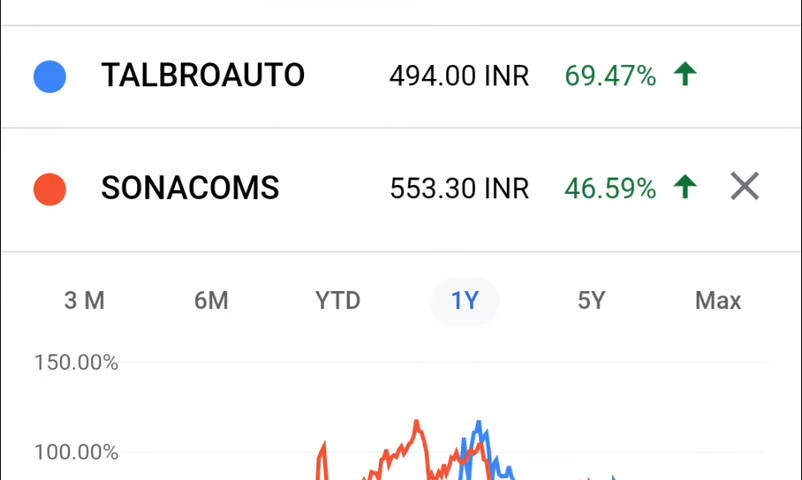 TALBROAUTO 494.00 INR 69.47%
SONACOMS 553.30 INR 46.59%
3 M 6M YTD 1Y 5Y Max
150.00%
100.00%